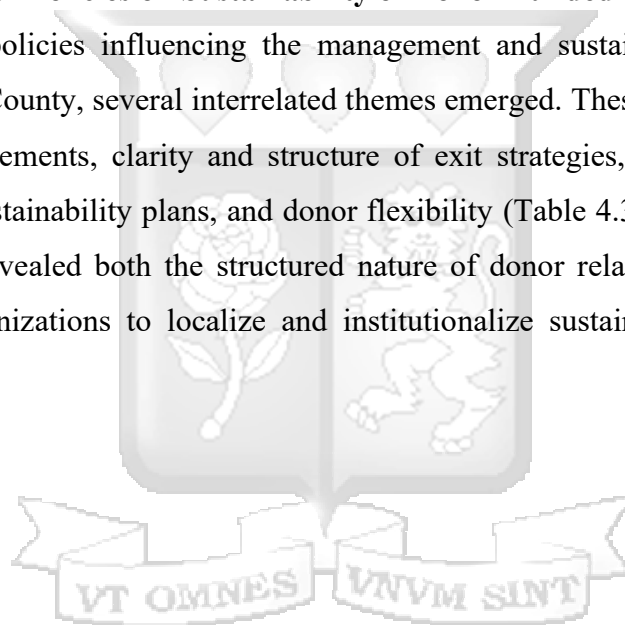 policies influencing the management and sustai
County, several interrelated themes emerged. Thes
ements, clarity and structure of exit strategies,
stainability plans, and donor flexibility (Table 4.3
evealed both the structured nature of donor rela
nizations to localize and institutionalize sustain
VT OMNES VNVM SINT